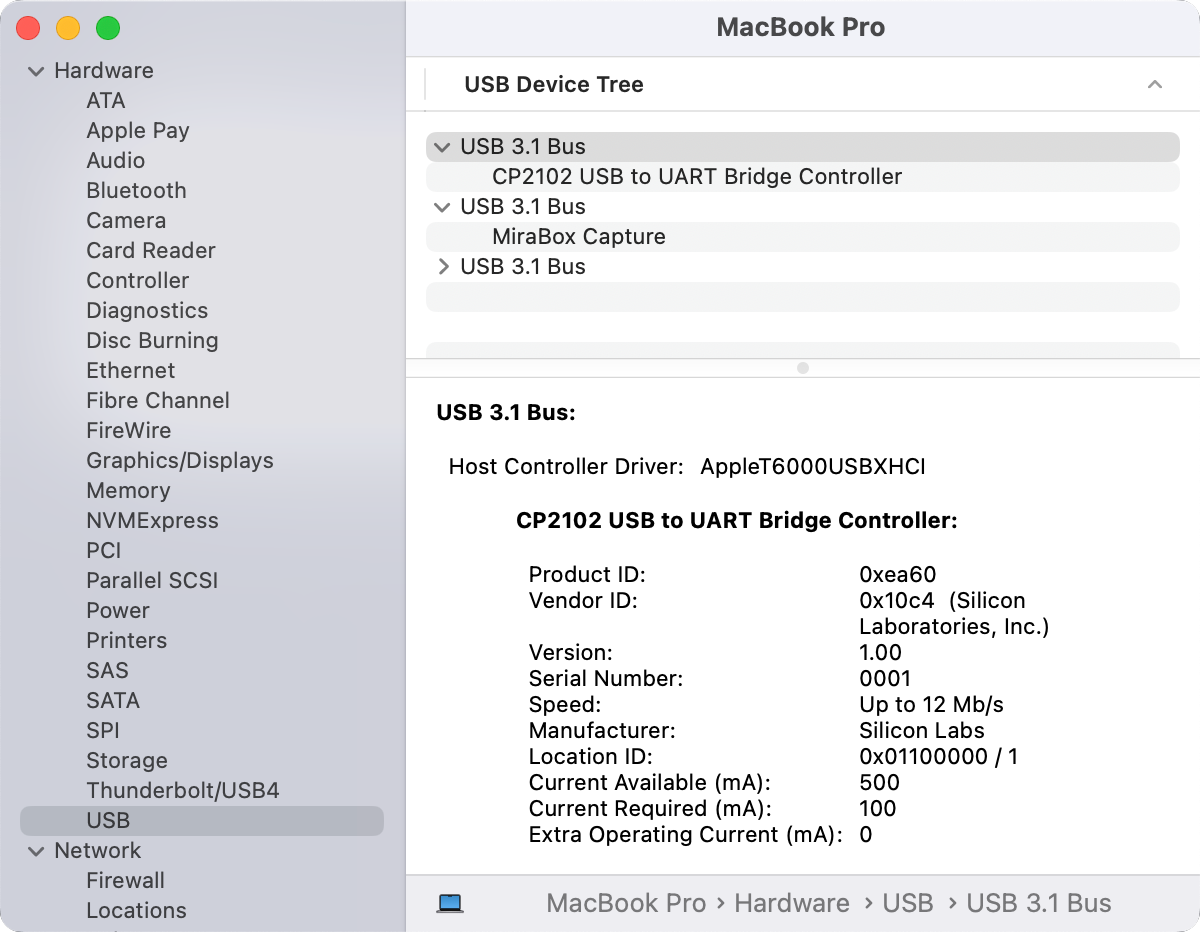 MacBook Pro
Hardware
ATA
Apple Pay
Audio
Bluetooth
Camera
Card Reader
Controller
Diagnostics
Disc Burning
Ethernet
Fibre Channel
FireWire
Graphics/Displays
Memory
NVMExpress
PCI
Parallel SCSI
Power
Printers
SAS
SATA
SPI
Storage
Thunderbolt/USB4
USB
Network
Firewall
Locations
USB Device Tree
USB 3.1 Bus
CP2102 USB to UART Bridge Controller
USB 3.1 Bus
MiraBox Capture
USB 3.1 Bus
USB 3.1 Bus:
Host Controller Driver: AppleT6000USBXHCI
CP2102 USB to UART Bridge Controller:
Product ID: 0xea60
Vendor ID: 0x10c4 (Silicon
Laboratories, Inc.)
Version: 1.00
Serial Number: 0001
Speed: Up to 12 Mb/s
Manufacturer: Silicon Labs
Location ID: 0x01100000 / 1
Current Available (mA): 500
Current Required (mA): 100
Extra Operating Current (mA): 0
MacBook Pro › Hardware › USB › USB 3.1 Bus